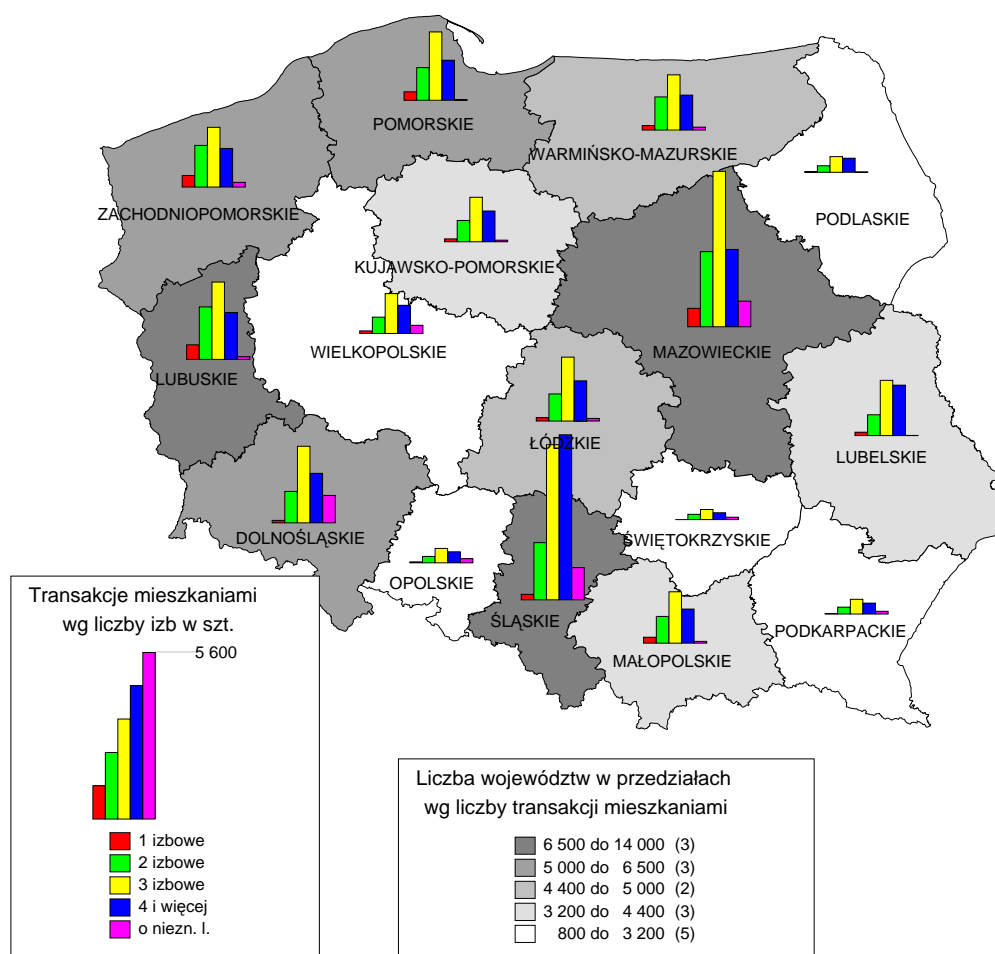 POMORSKIE
WARMIŃSKO-MAZURSKIE
ZACHODNIOPOMORSKIE
PODLASKIE
KUJAWSKO-POMORSKIE
WIELKOPOLSKIE
MAZOWIECKIE
LUBUSKIE
ŁÓDZKIE
LUBELSKIE
DOLNOŚLĄSKIE
ŚWIĘTOKRZYSKIE
OPOLSKIE
ŚLĄSKIE
PODKARPACKIE
MAŁOPOLSKIE
Transakcje mieszkaniami
wg liczby izb w szt.
5 600
1 izbowe
2 izbowe
3 izbowe
4 i więcej
o niezn. l.
Liczba województw w przedziałach
wg liczby transakcji mieszkaniami
6 500 do 14 000 (3)
5 000 do 6 500 (3)
4 400 do 5 000 (2)
3 200 do 4 400 (3)
800 do 3 200 (5)